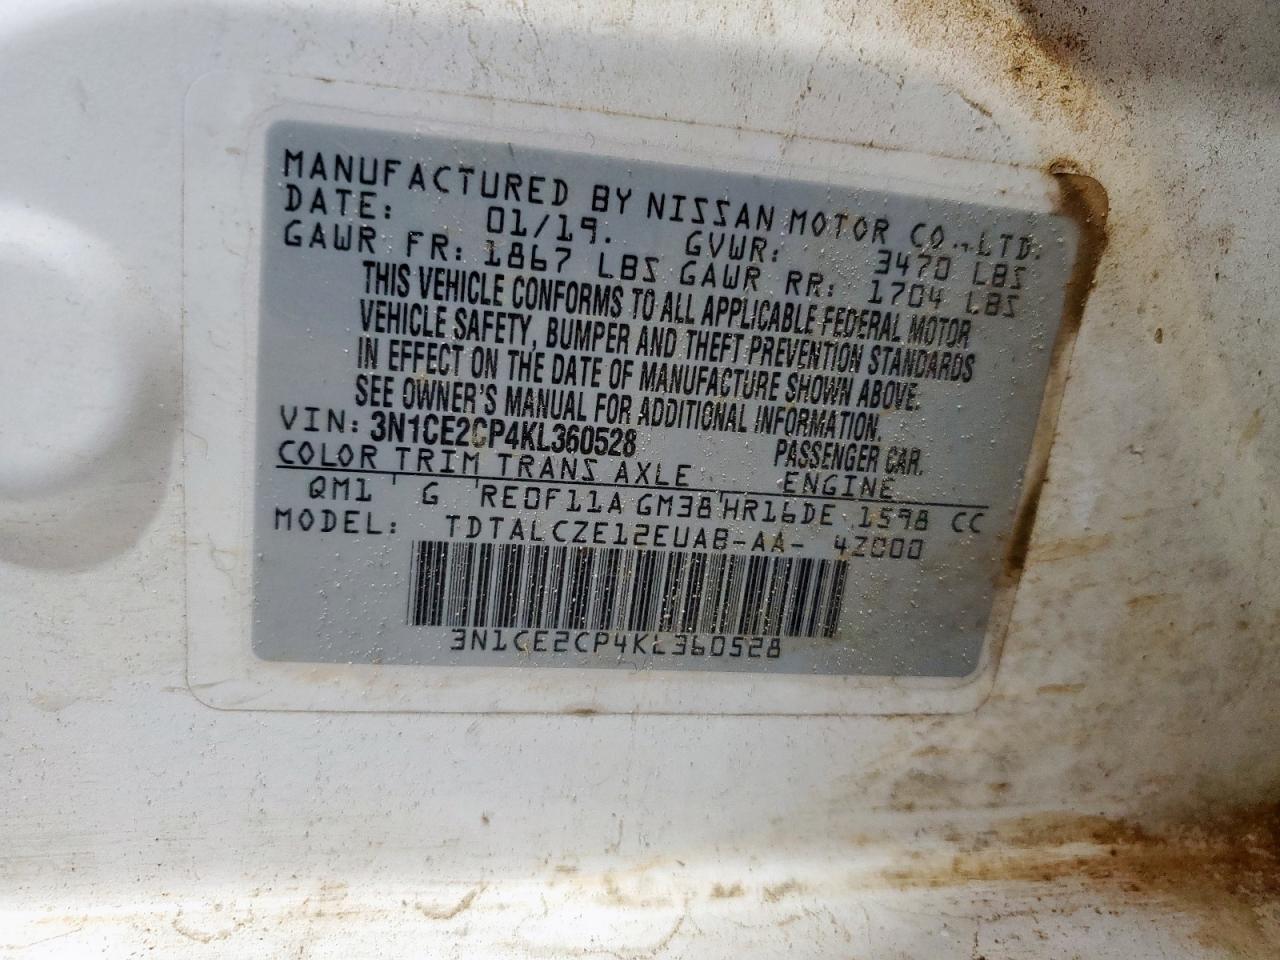 MANUFACTURED BY NISSAN MOTOR CO., LTD.
DATE: 01/19. GVWR: 3470 LBS
GAWR FR: 1867 LBS GAWR RR: 1704 LBS
THIS VEHICLE CONFORMS TO ALL APPLICABLE FEDERAL MOTOR
VEHICLE SAFETY, BUMPER AND THEFT PREVENTION STANDARDS
IN EFFECT ON THE DATE OF MANUFACTURE SHOWN ABOVE.
SEE OWNER'S MANUAL FOR ADDITIONAL INFORMATION.
VIN: 3N1CE2CP4KL360528 PASSENGER CAR.
COLOR TRIM TRANS AXLE ENGINE
QM1 G RE0F11A GM38 HR16DE 1598 CC
MODEL: TDTALCZE12EUAB-AA- 4Z000
3N1CE2CP4KL360528